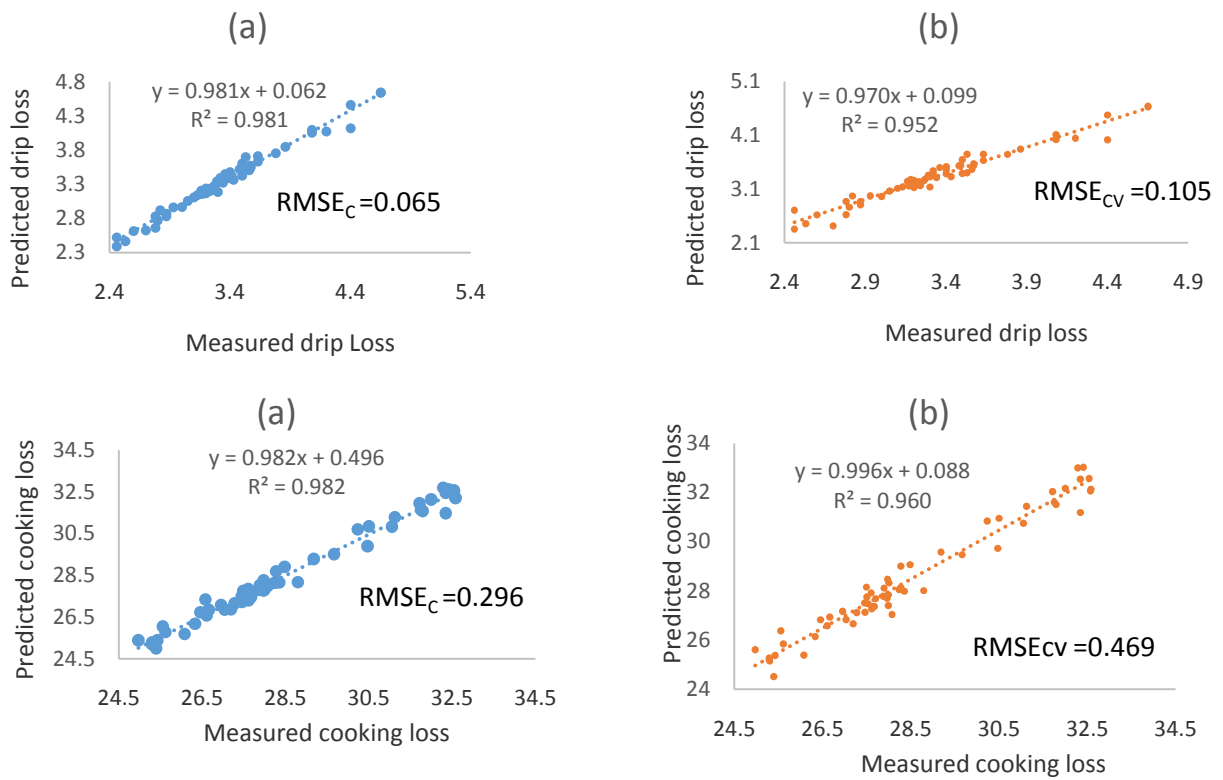 (a)
4.8
4.3
3.8
3.3
2.8
2.3
Predicted drip loss
y = 0.981x + 0.062
R² = 0.981
RMSEC =0.065
2.4 3.4 4.4 5.4
Measured drip Loss
(b)
5.1
4.1
3.1
2.1
Predicted drip loss
y = 0.970x + 0.099
R² = 0.952
RMSECV =0.105
2.4 2.9 3.4 3.9 4.4 4.9
Measured drip loss
(a)
34.5
32.5
30.5
28.5
26.5
24.5
Predicted cooking loss
y = 0.982x + 0.496
R² = 0.982
RMSEC=0.296
24.5 26.5 28.5 30.5 32.5 34.5
Measured cooking loss
(b)
34
32
30
28
26
24
Predicted cooking loss
y = 0.996x + 0.088
R² = 0.960
RMSEcv =0.469
24.5 26.5 28.5 30.5 32.5 34.5
Measured cooking loss